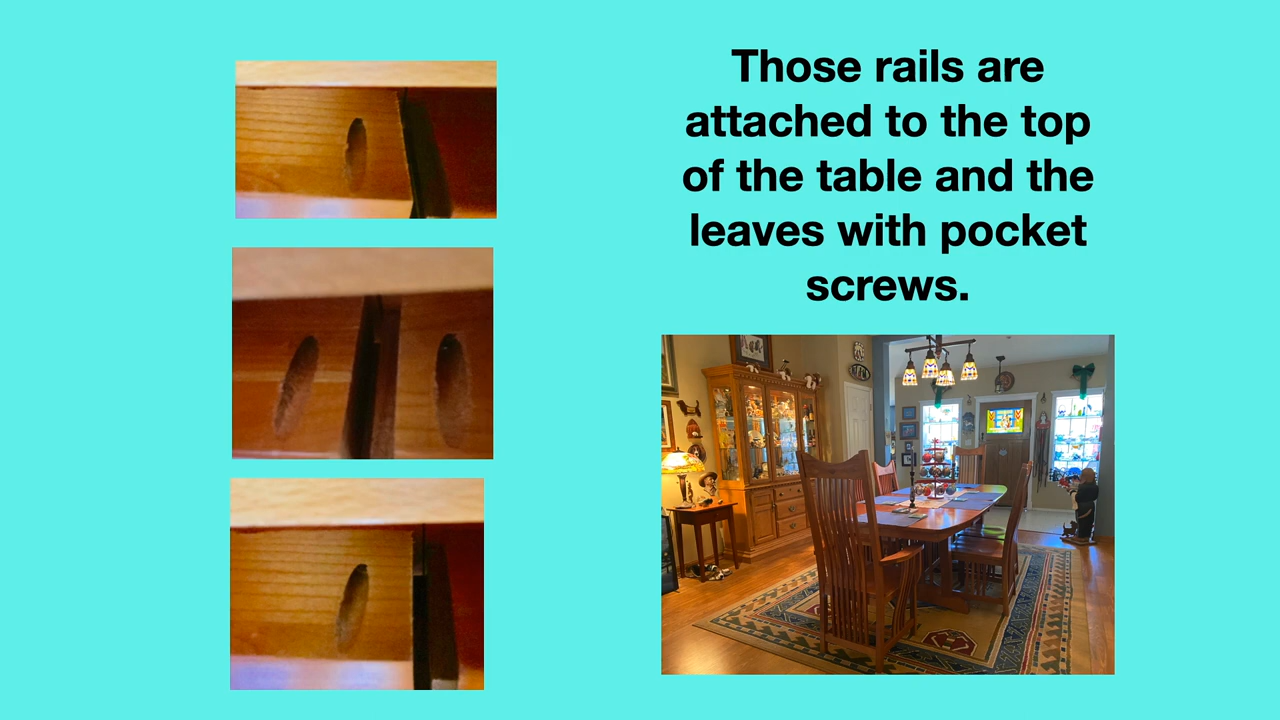 Those rails are
attached to the top
of the table and the
leaves with pocket
screws.